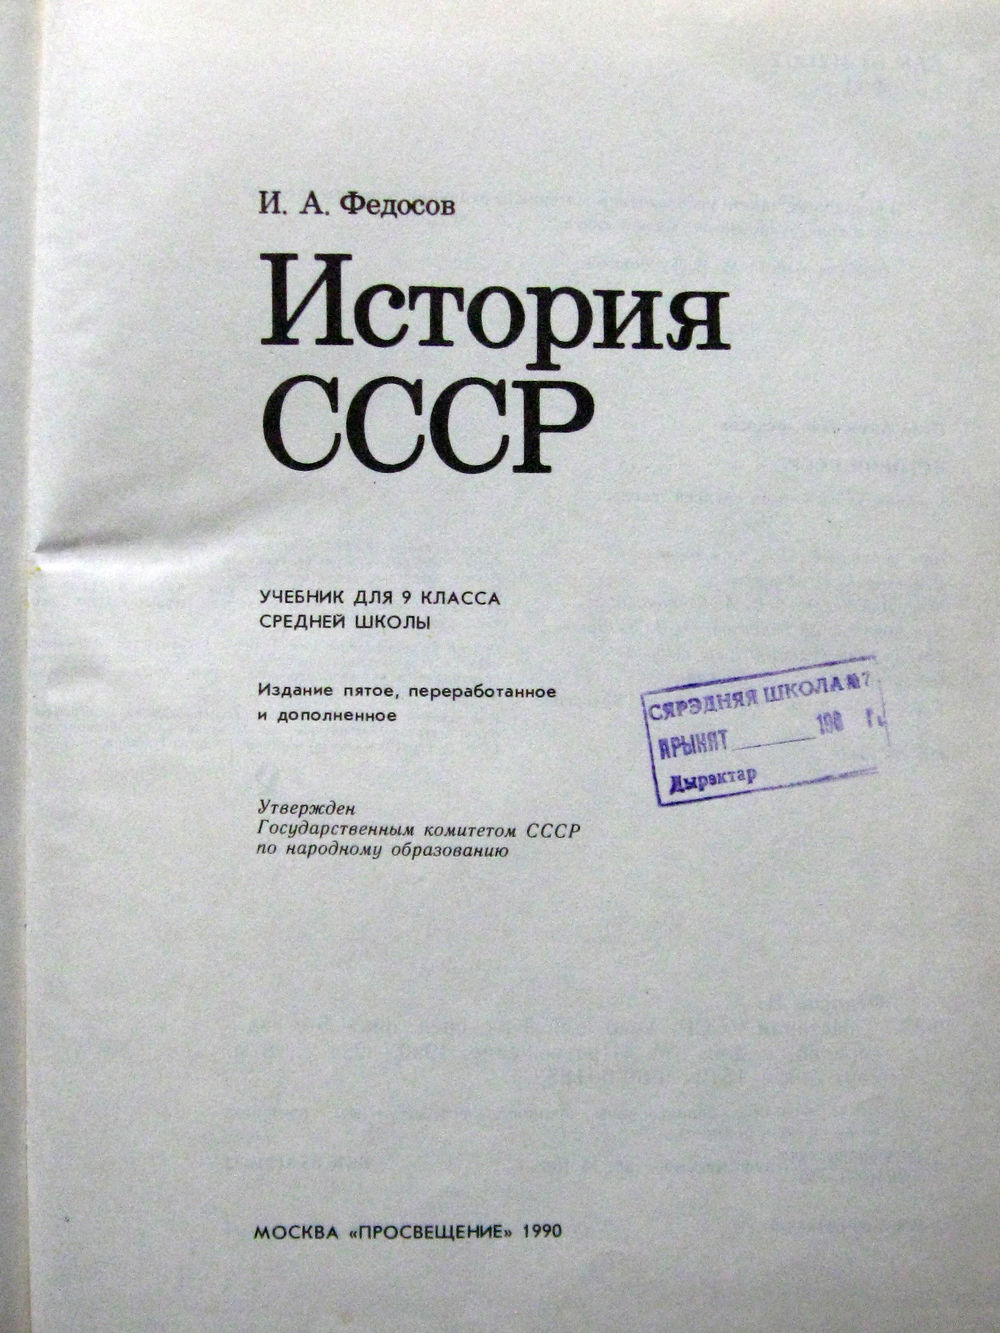 И. А. Федосов
История
СССР
УЧЕБНИК ДЛЯ 9 КЛАССА
СРЕДНЕЙ ШКОЛЫ
Издание пятое, переработанное
и дополненное
СЯРЭДНЯЯ ШКОЛА №7
198 г.
Дырэктар
Утвержден
Государственным комитетом СССР
по народному образованию
МОСКВА «ПРОСВЕЩЕНИЕ» 1990